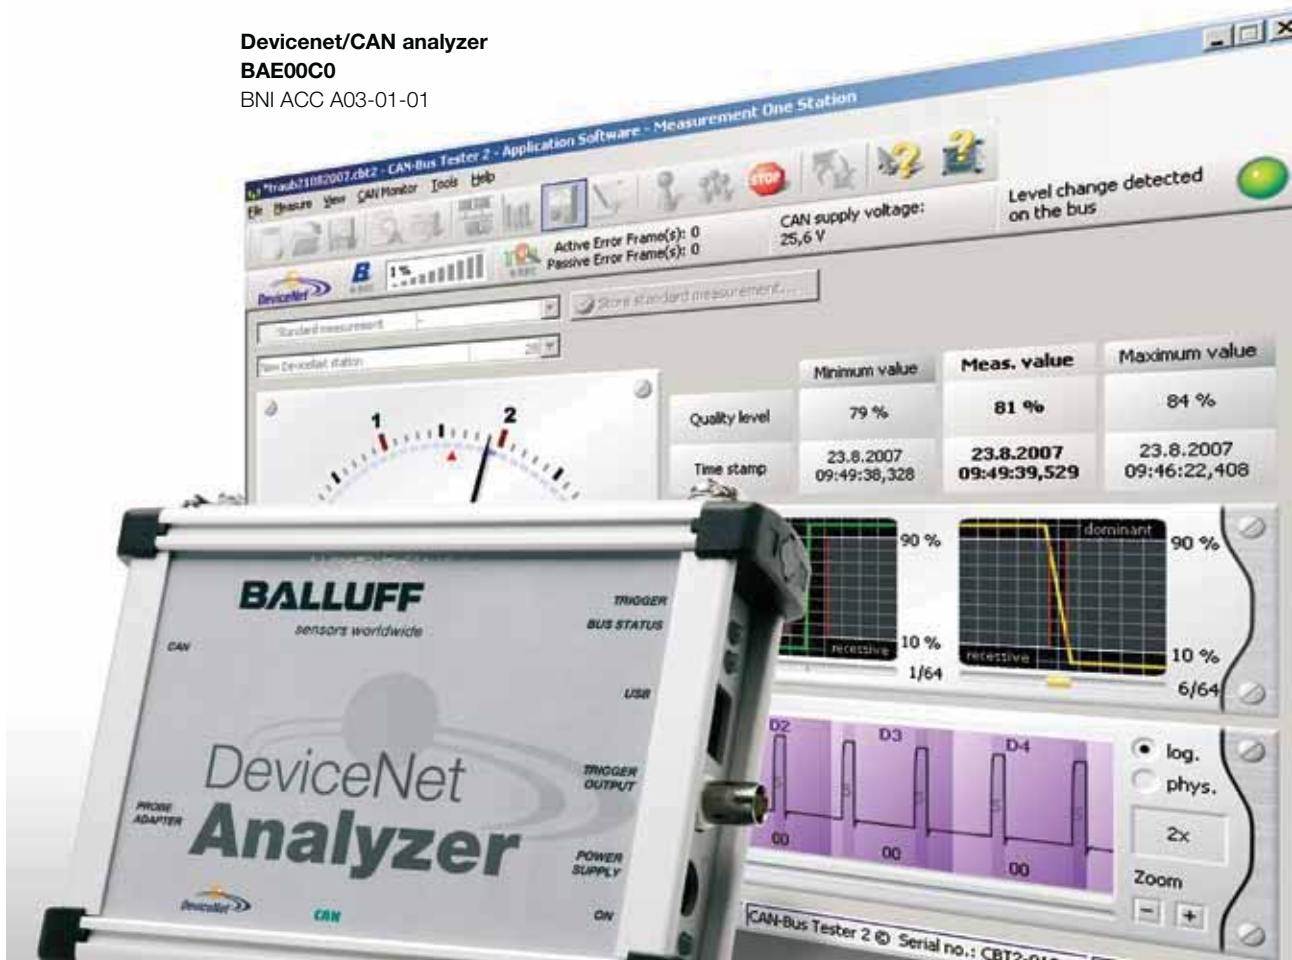 Devicenet/CAN analyzer
BAE00C0
BNI ACC A03-01-01
*traub21082007.cbt2 - CAN-Bus Tester 2 - Application Software - Measurement One Station
File Measure View CAN Monitor Tools Help
STOP
DeviceNet
1%
Active Error Frame(s): 0
Passive Error Frame(s): 0
CAN supply voltage:
25,6 V
Level change detected
on the bus
Standard measurement
Store standard measurement...
New DeviceNet station
1 2
Minimum value Meas. value Maximum value
Quality level 79 % 81 % 84 %
Time stamp 23.8.2007 23.8.2007 23.8.2007
09:49:38,328 09:49:39,529 09:46:22,408
90 % dominant 90 %
recessive 10 % recessive 10 %
1/64 6/64
D2 D3 D4
S S S S S
00 00 00
log.
phys.
2x
Zoom
- +
CAN-Bus Tester 2 © Serial no.: CBT2-
BALLUFF
sensors worldwide
TRIGGER
BUS STATUS
CAN
USB
DeviceNet
Analyzer
TRIGGER
OUTPUT
PROBE
ADAPTER
POWER
SUPPLY
DeviceNet
CAN
ON